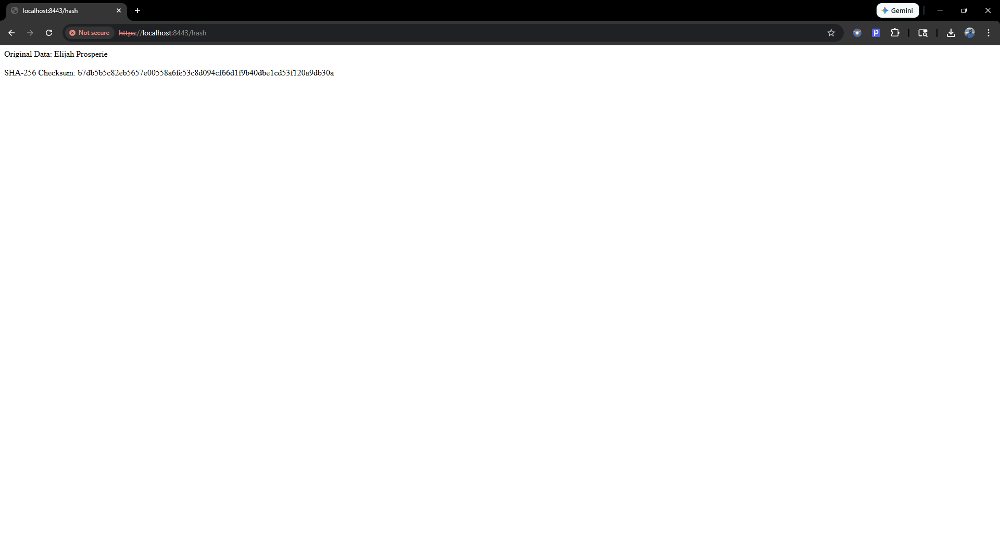 localhost:8443/hash
Gemini
Not secure
https://localhost:8443/hash
Original Data: Elijah Prosperie
SHA-256 Checksum: b7db5b5c82eb5657e00558a6fe53c8d094cf66d1f9b40dbe1cd53f120a9db30a